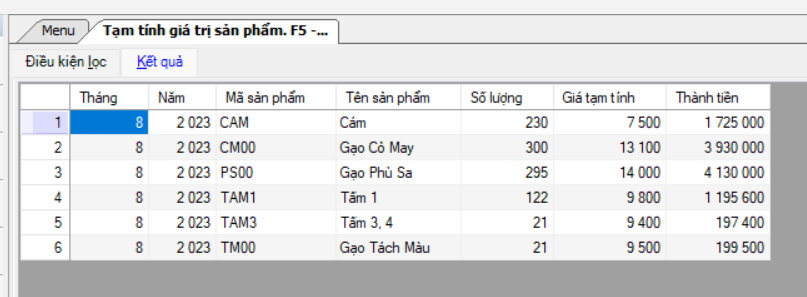 Menu Tạm tính giá trị sản phẩm. F5 -...
Điều kiện lọc Kết quả
Tháng Năm Mã sản phẩm Tên sản phẩm Số lượng Giá tạm tính Thành tiền
1 8 2 023 CAM Cám 230 7 500 1 725 000
2 8 2 023 CM00 Gạo Cỏ May 300 13 100 3 930 000
3 8 2 023 PS00 Gạo Phù Sa 295 14 000 4 130 000
4 8 2 023 TAM1 Tấm 1 122 9 800 1 195 600
5 8 2 023 TAM3 Tấm 3, 4 21 9 400 197 400
6 8 2 023 TM00 Gạo Tách Màu 21 9 500 199 500